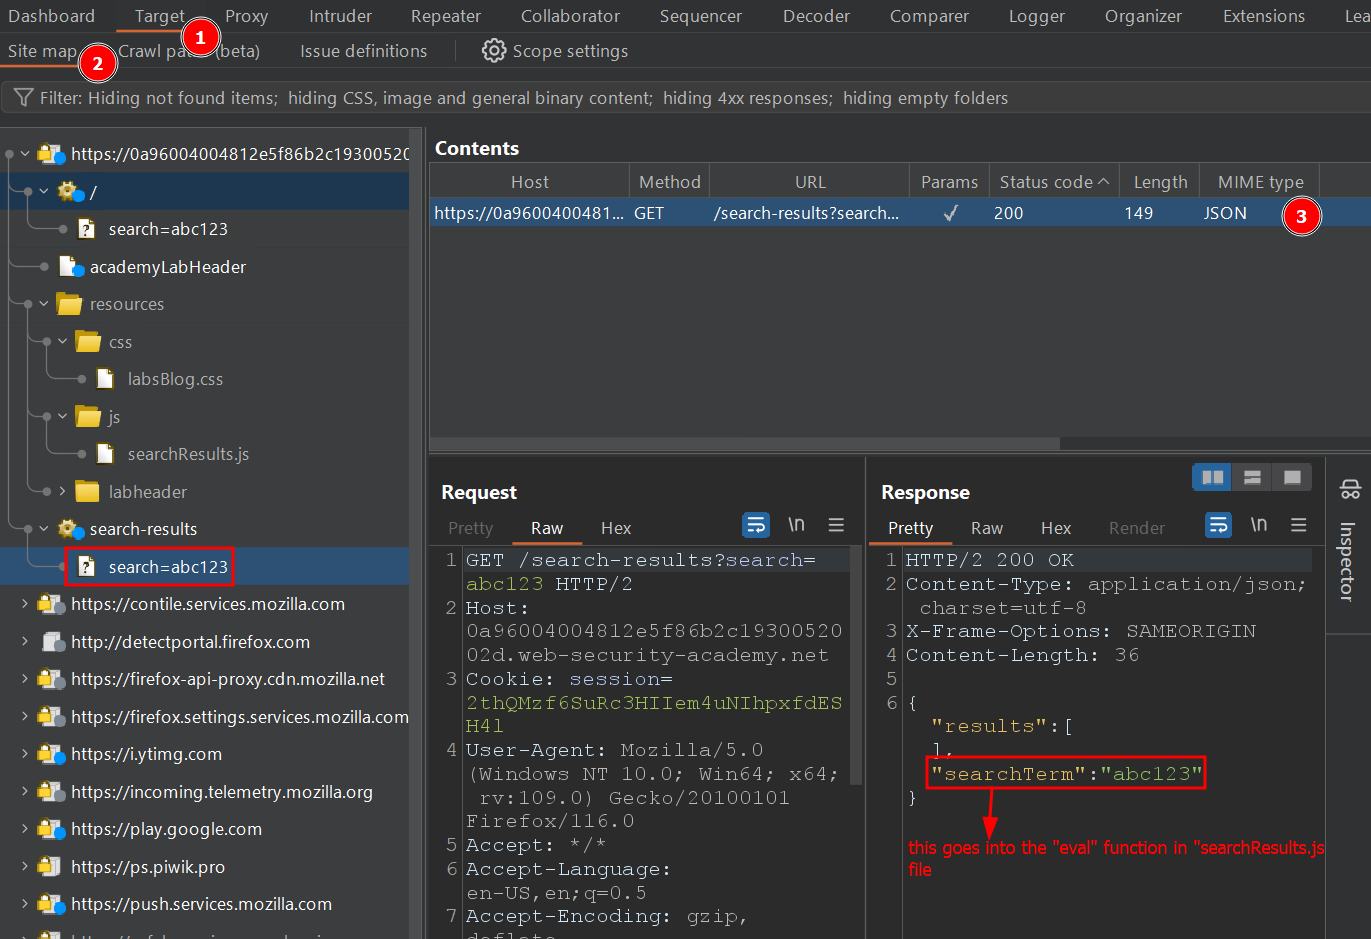 Dashboard Target Proxy Intruder Repeater Collaborator Sequencer Decoder Comparer Logger Organizer Extensions Lea
1
Site map Crawl pat (beta) Issue definitions Scope settings
2
Filter: Hiding not found items; hiding CSS, image and general binary content; hiding 4xx responses; hiding empty folders
https://0a96004004812e5f86b2c19300520
/
search=abc123
academyLabHeader
resources
css
labsBlog.css
js
searchResults.js
labheader
search-results
search=abc123
https://contile.services.mozilla.com
http://detectportal.firefox.com
https://firefox-api-proxy.cdn.mozilla.net
https://firefox.settings.services.mozilla.com
https://i.ytimg.com
https://incoming.telemetry.mozilla.org
https://play.google.com
https://ps.piwik.pro
https://push.services.mozilla.com
Contents
Host Method URL Params Status code Length MIME type
https://0a9600400481... GET /search-results?search... ✓ 200 149 JSON
3
Request
Pretty Raw Hex \n
1 GET /search-results?search=
abc123 HTTP/2
2 Host:
0a96004004812e5f86b2c19300520
02d.web-security-academy.net
3 Cookie: session=
2thQMzf6SuRc3HIIem4uNIhpxfdES
H4l
4 User-Agent: Mozilla/5.0
(Windows NT 10.0; Win64; x64;
rv:109.0) Gecko/20100101
Firefox/116.0
5 Accept: */*
6 Accept-Language:
en-US,en;q=0.5
7 Accept-Encoding: gzip,
deflate
Response
Pretty Raw Hex Render \n
1 HTTP/2 200 OK
2 Content-Type: application/json;
charset=utf-8
3 X-Frame-Options: SAMEORIGIN
4 Content-Length: 36
5
6 {
"results":[
],
"searchTerm":"abc123"
}
this goes into the "eval" function in "searchResults.js
file
Inspector